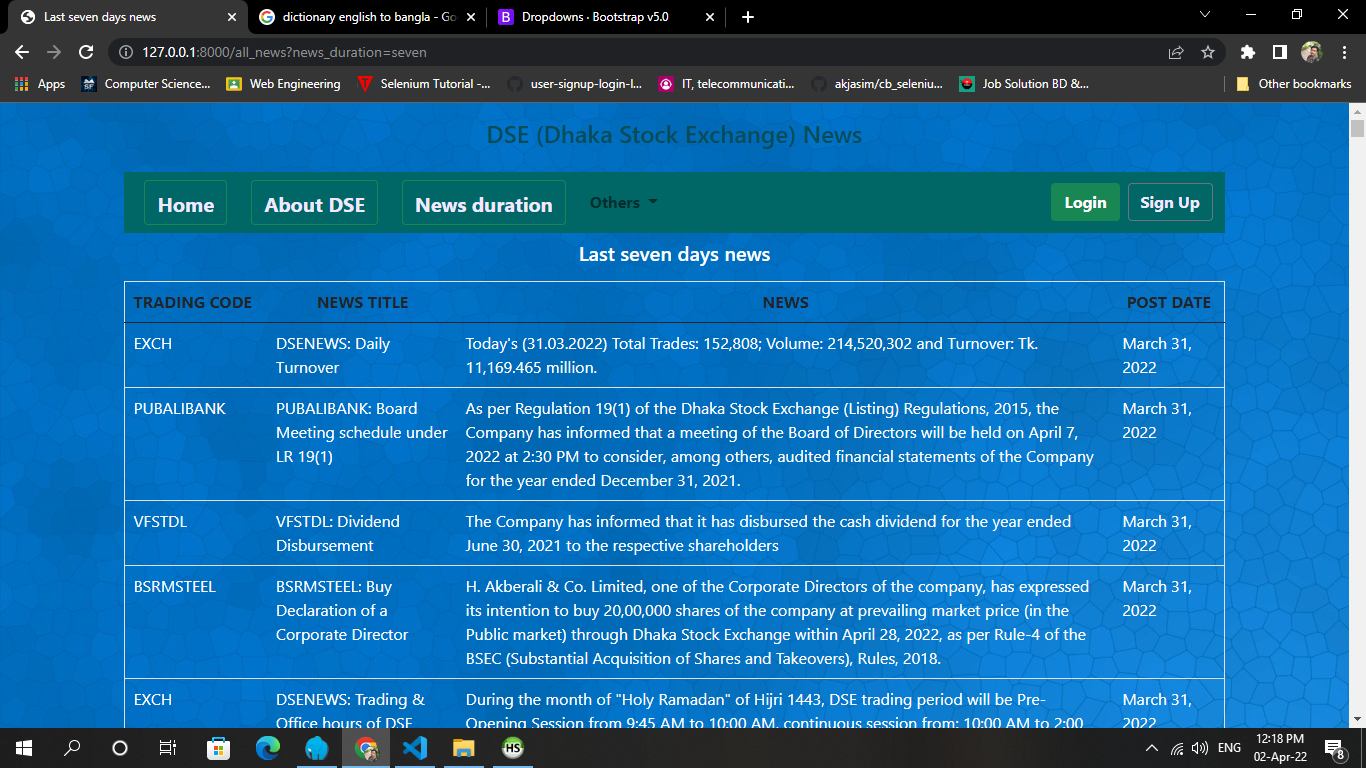 Last seven days news
dictionary english to bangla - Go
Dropdowns · Bootstrap v5.0
127.0.0.1:8000/all_news?news_duration=seven
Apps
Computer Science...
Web Engineering
Selenium Tutorial -...
user-signup-login-l...
IT, telecommunicati...
akjasim/cb_seleniu...
Job Solution BD &...
Other bookmarks
DSE (Dhaka Stock Exchange) News
Home
About DSE
News duration
Others
Login
Sign Up
Last seven days news
TRADING CODE
NEWS TITLE
NEWS
POST DATE
EXCH
DSENEWS: Daily
Turnover
Today's (31.03.2022) Total Trades: 152,808; Volume: 214,520,302 and Turnover: Tk.
11,169.465 million.
March 31,
2022
PUBALIBANK
PUBALIBANK: Board
Meeting schedule under
LR 19(1)
As per Regulation 19(1) of the Dhaka Stock Exchange (Listing) Regulations, 2015, the
Company has informed that a meeting of the Board of Directors will be held on April 7,
2022 at 2:30 PM to consider, among others, audited financial statements of the Company
for the year ended December 31, 2021.
March 31,
2022
VFSTDL
VFSTDL: Dividend
Disbursement
The Company has informed that it has disbursed the cash dividend for the year ended
June 30, 2021 to the respective shareholders
March 31,
2022
BSRMSTEEL
BSRMSTEEL: Buy
Declaration of a
Corporate Director
H. Akberali & Co. Limited, one of the Corporate Directors of the company, has expressed
its intention to buy 20,00,000 shares of the company at prevailing market price (in the
Public market) through Dhaka Stock Exchange within April 28, 2022, as per Rule-4 of the
BSEC (Substantial Acquisition of Shares and Takeovers), Rules, 2018.
March 31,
2022
EXCH
DSENEWS: Trading &
Office hours of DSE
During the month of "Holy Ramadan" of Hijri 1443, DSE trading period will be Pre-
Opening Session from 9:45 AM to 10:00 AM, continuous session from: 10:00 AM to 2:00
March 31,
2022
HS
ENG
12:18 PM
02-Apr-22
8